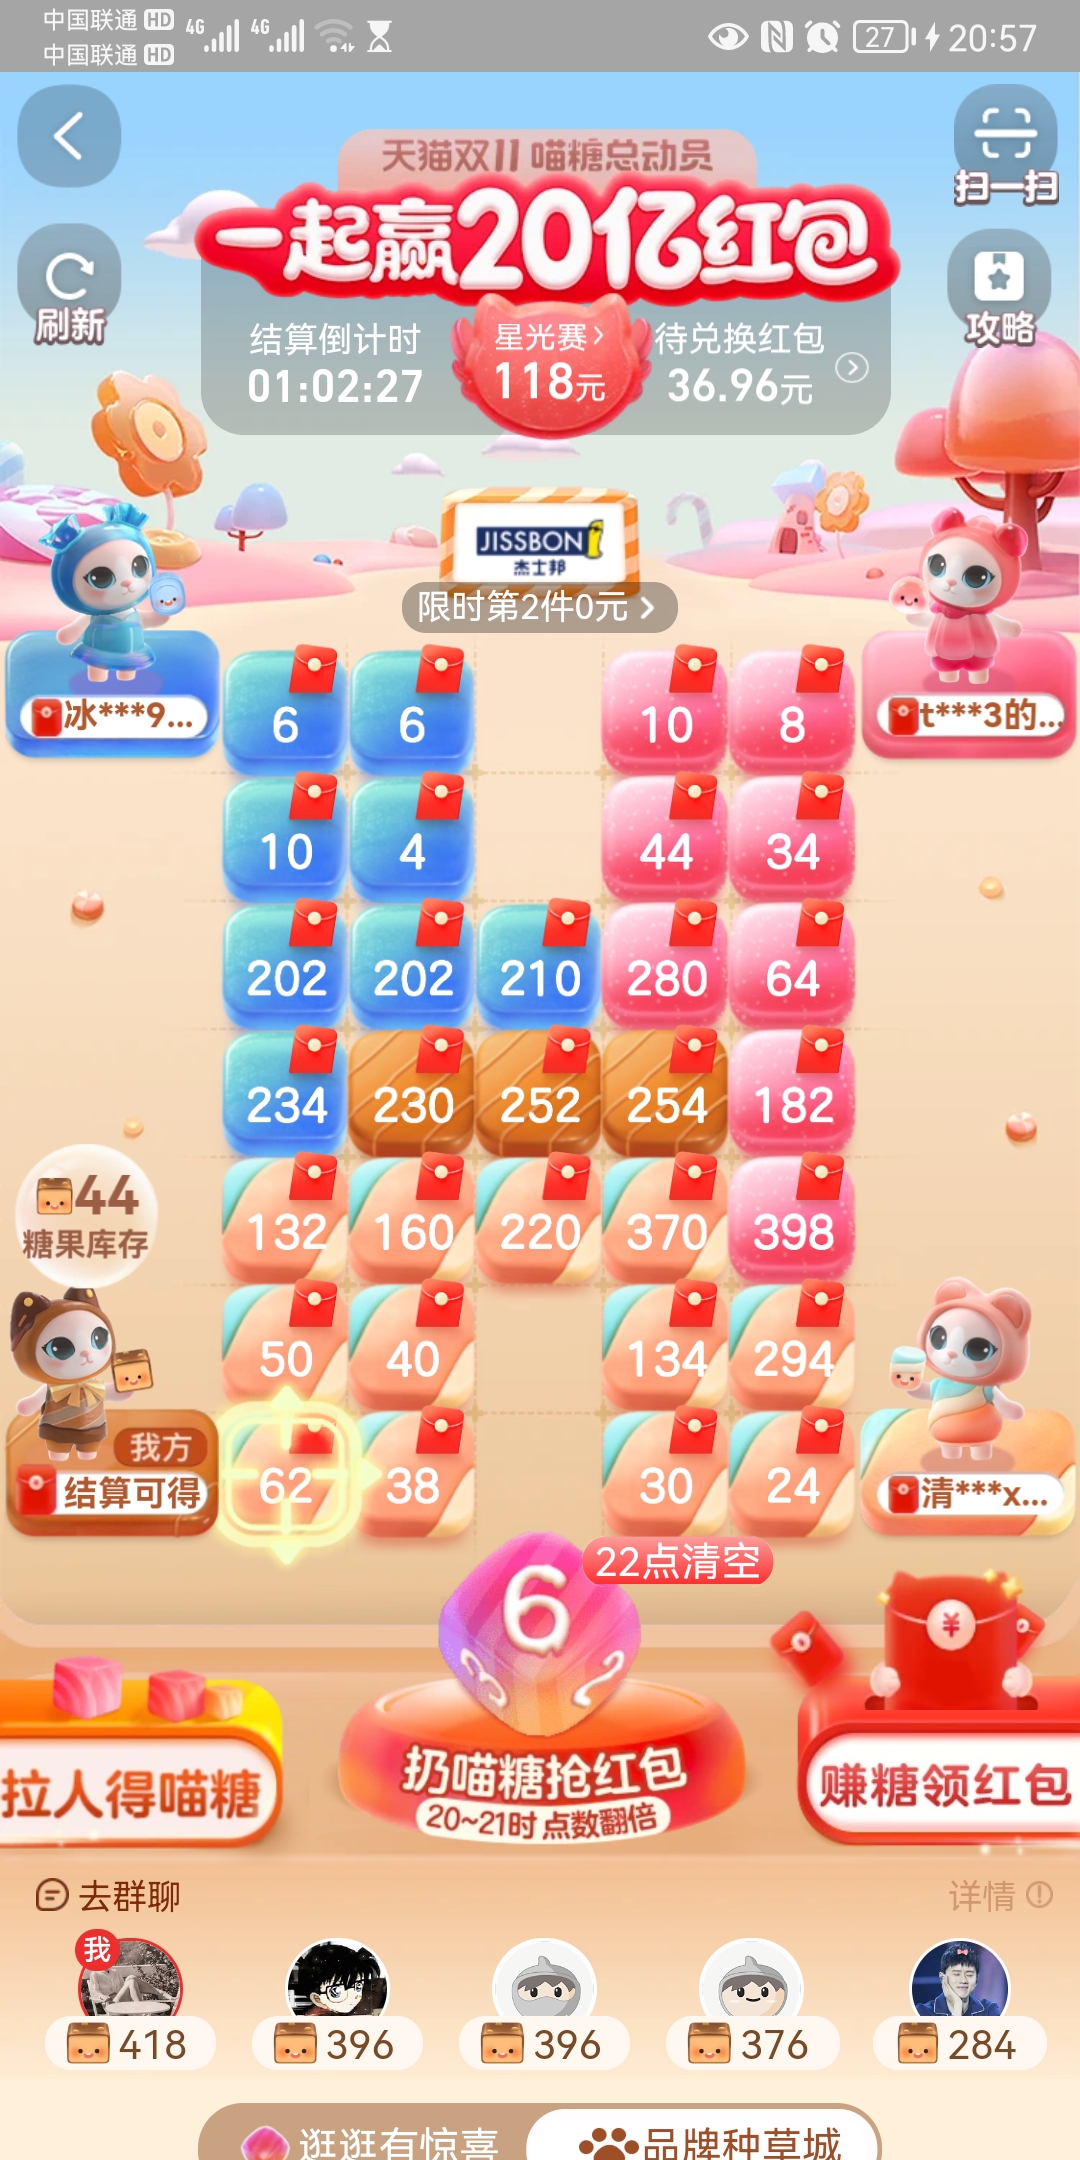 中国联通 HD 4G 4G 27 20:57
中国联通 HD
天猫双11喵糖总动员
扫一扫
一起赢20亿红包
刷新
攻略
结算倒计时 星光赛 待兑换红包
01:02:27 118元 36.96元
JISSBON
杰士邦
限时第2件0元
冰***9... 6 6 10 8 t***3的...
10 4 44 34
202 202 210 280 64
234 230 252 254 182
44
糖果库存
132 160 220 370 398
50 40 134 294
我方
结算可得 62 38 30 24 清***x...
22点清空
6
3 2
扔喵糖抢红包
20~21时 点数翻倍
拉人得喵糖
¥
赚糖领红包
去群聊 详情
我
418 396 396 376 284
逛逛有惊喜 品牌种草城